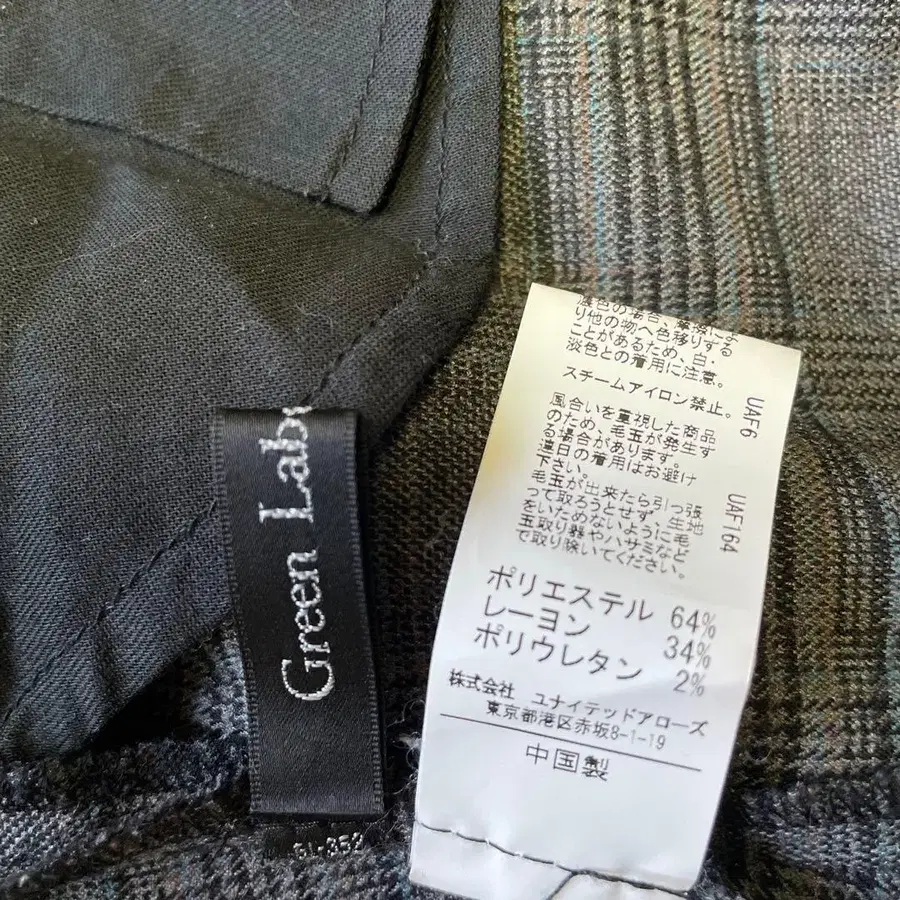 濃色の場合、摩擦によ
り他の物へ色移りする
ことがあるため、白・
淡色との着用に注意。
スチームアイロン禁止。
UAF6
風合いを重視した商品
のため、毛玉が発生す
る場合があります。
連日の着用はお避け
下さい。
毛玉が出来たら引っ張
って取ろうとせず、生地
をいためないように毛
玉取り器やハサミなど
で取り除いてください。
UAF164
ポリエステル 64%
レーヨン 34%
ポリウレタン 2%
株式会社 ユナイテッドアローズ
東京都港区赤坂8-1-19
中国製
Green Labe